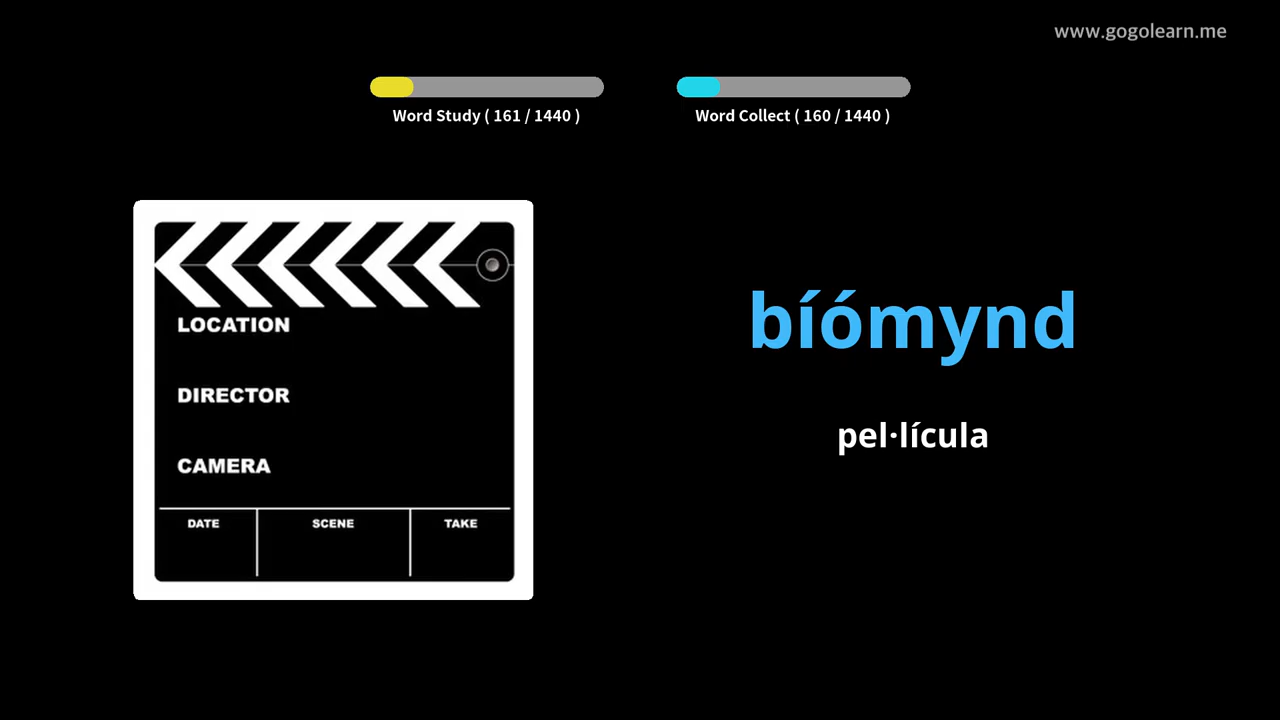 www.gogolearn.me
Word Study ( 161 / 1440 )
Word Collect ( 160 / 1440 )
LOCATION
DIRECTOR
CAMERA
DATE
SCENE
TAKE
bíómynd
pel·lícula